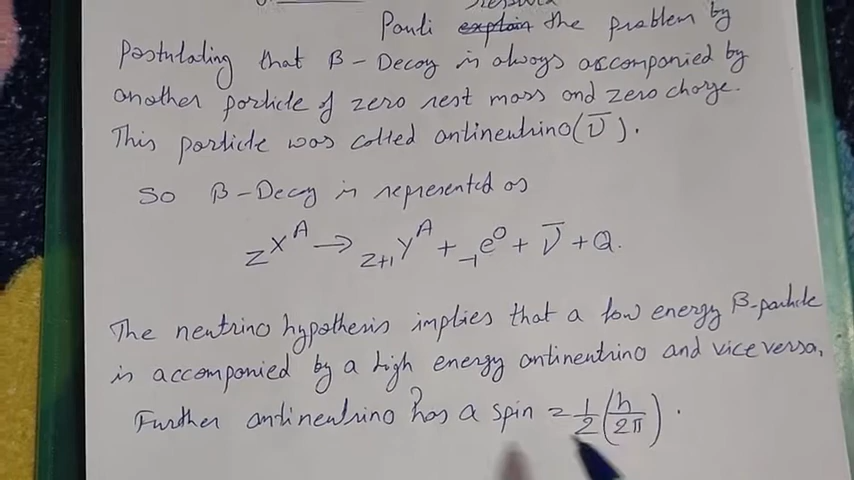 Pauli explain the problem by
postulating that β-Decay is always accompanied by
another particle of zero rest mass and zero charge.
This particle was called antineutrino (ν̄).
So β-Decay is represented as
zX^A → z+1Y^A + -1e^0 + ν̄ + Q.
The neutrino hypothesis implies that a low energy β-particle
is accompanied by a high energy antineutrino and vice versa.
Further antineutrino has a spin = 1/2 (h/2π).